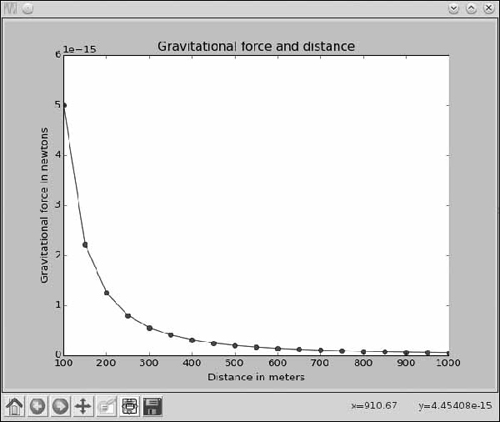 Gravitational force and distance
1e−15
6
5
4
3
2
1
0
Gravitational force in newtons
100 200 300 400 500 600 700 800 900 1000
Distance in meters
x=910.67 y=4.45408e-15